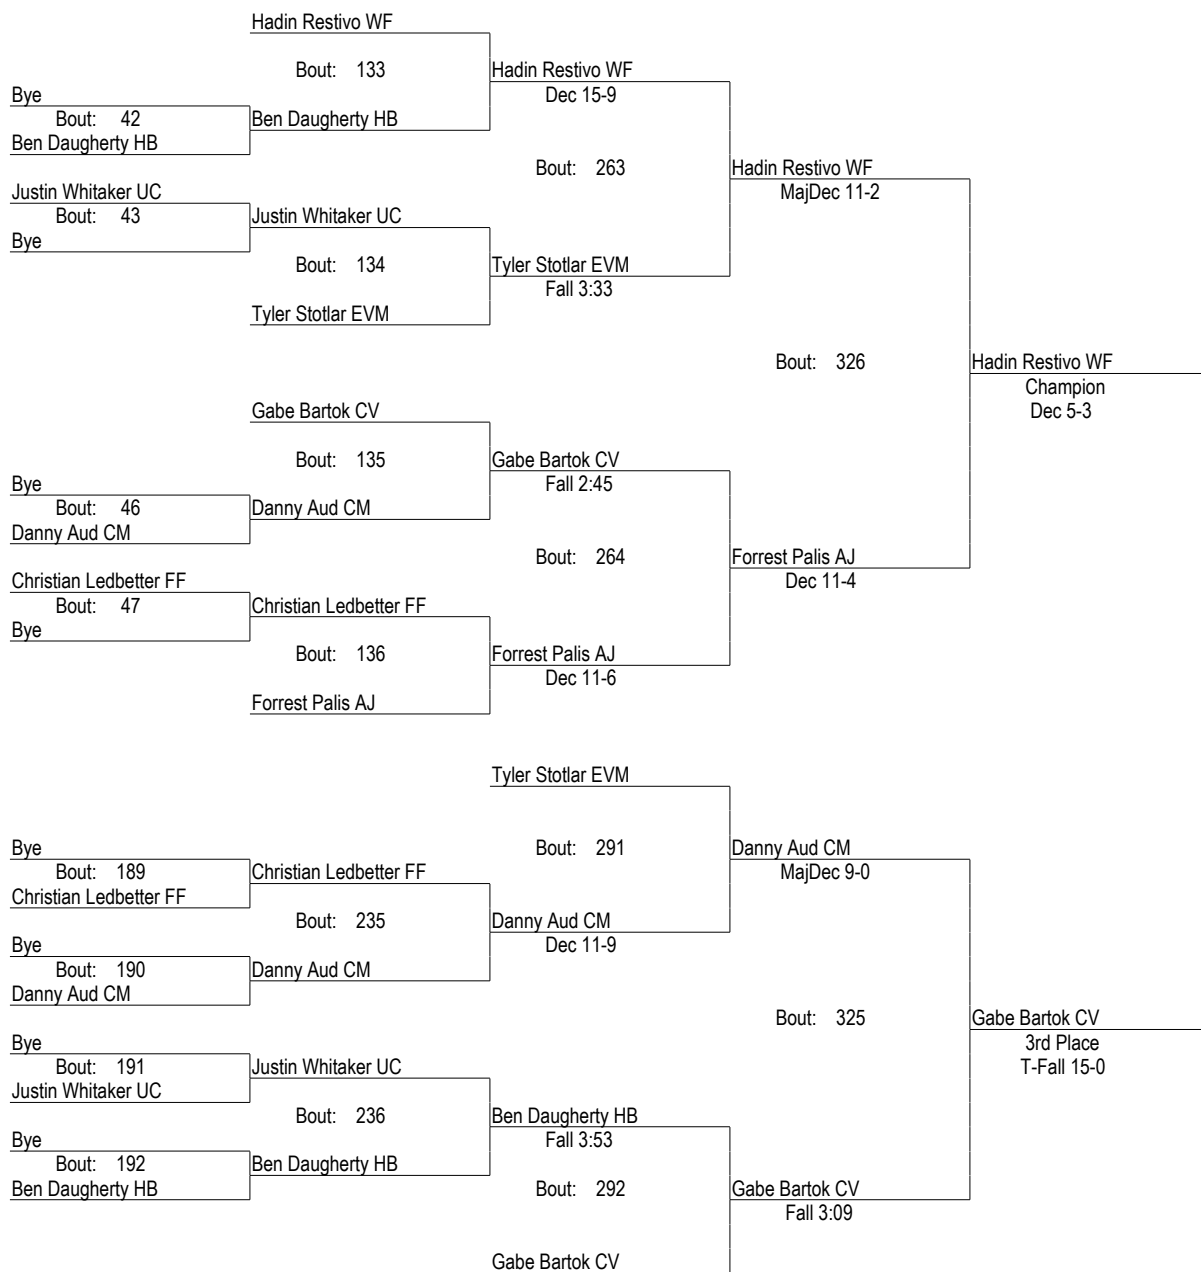 Hadin Restivo WF
Bout: 133
Hadin Restivo WF
Dec 15-9
Bye
Bout: 42
Ben Daugherty HB
Ben Daugherty HB
Bout: 263
Hadin Restivo WF
MajDec 11-2
Justin Whitaker UC
Bout: 43
Justin Whitaker UC
Bye
Bout: 134
Tyler Stotlar EVM
Fall 3:33
Tyler Stotlar EVM
Bout: 326
Hadin Restivo WF
Champion
Dec 5-3
Gabe Bartok CV
Bout: 135
Gabe Bartok CV
Fall 2:45
Bye
Bout: 46
Danny Aud CM
Danny Aud CM
Bout: 264
Forrest Palis AJ
Dec 11-4
Christian Ledbetter FF
Bout: 47
Christian Ledbetter FF
Bye
Bout: 136
Forrest Palis AJ
Dec 11-6
Forrest Palis AJ
Tyler Stotlar EVM
Bout: 291
Danny Aud CM
MajDec 9-0
Bye
Bout: 189
Christian Ledbetter FF
Christian Ledbetter FF
Bout: 235
Danny Aud CM
Dec 11-9
Bye
Bout: 190
Danny Aud CM
Danny Aud CM
Bout: 325
Gabe Bartok CV
3rd Place
T-Fall 15-0
Bye
Bout: 191
Justin Whitaker UC
Justin Whitaker UC
Bout: 236
Ben Daugherty HB
Fall 3:53
Bye
Bout: 192
Ben Daugherty HB
Ben Daugherty HB
Bout: 292
Gabe Bartok CV
Fall 3:09
Gabe Bartok CV